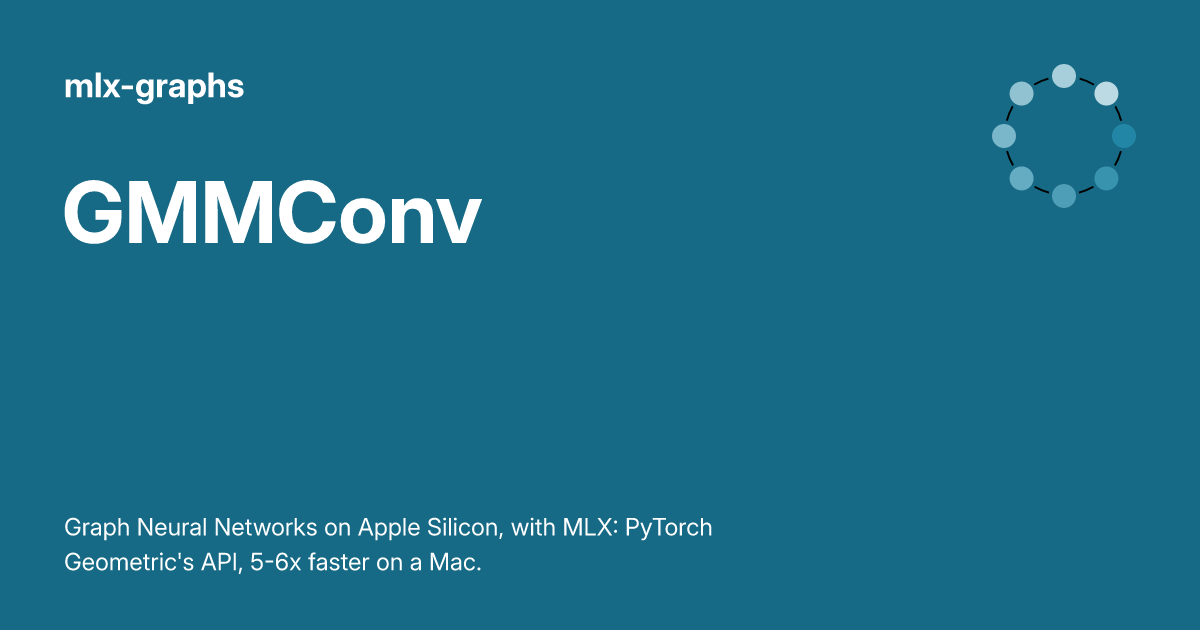 mlx-graphs
GMMConv
Graph Neural Networks on Apple Silicon, with MLX: PyTorch
Geometric's API, 5-6x faster on a Mac.